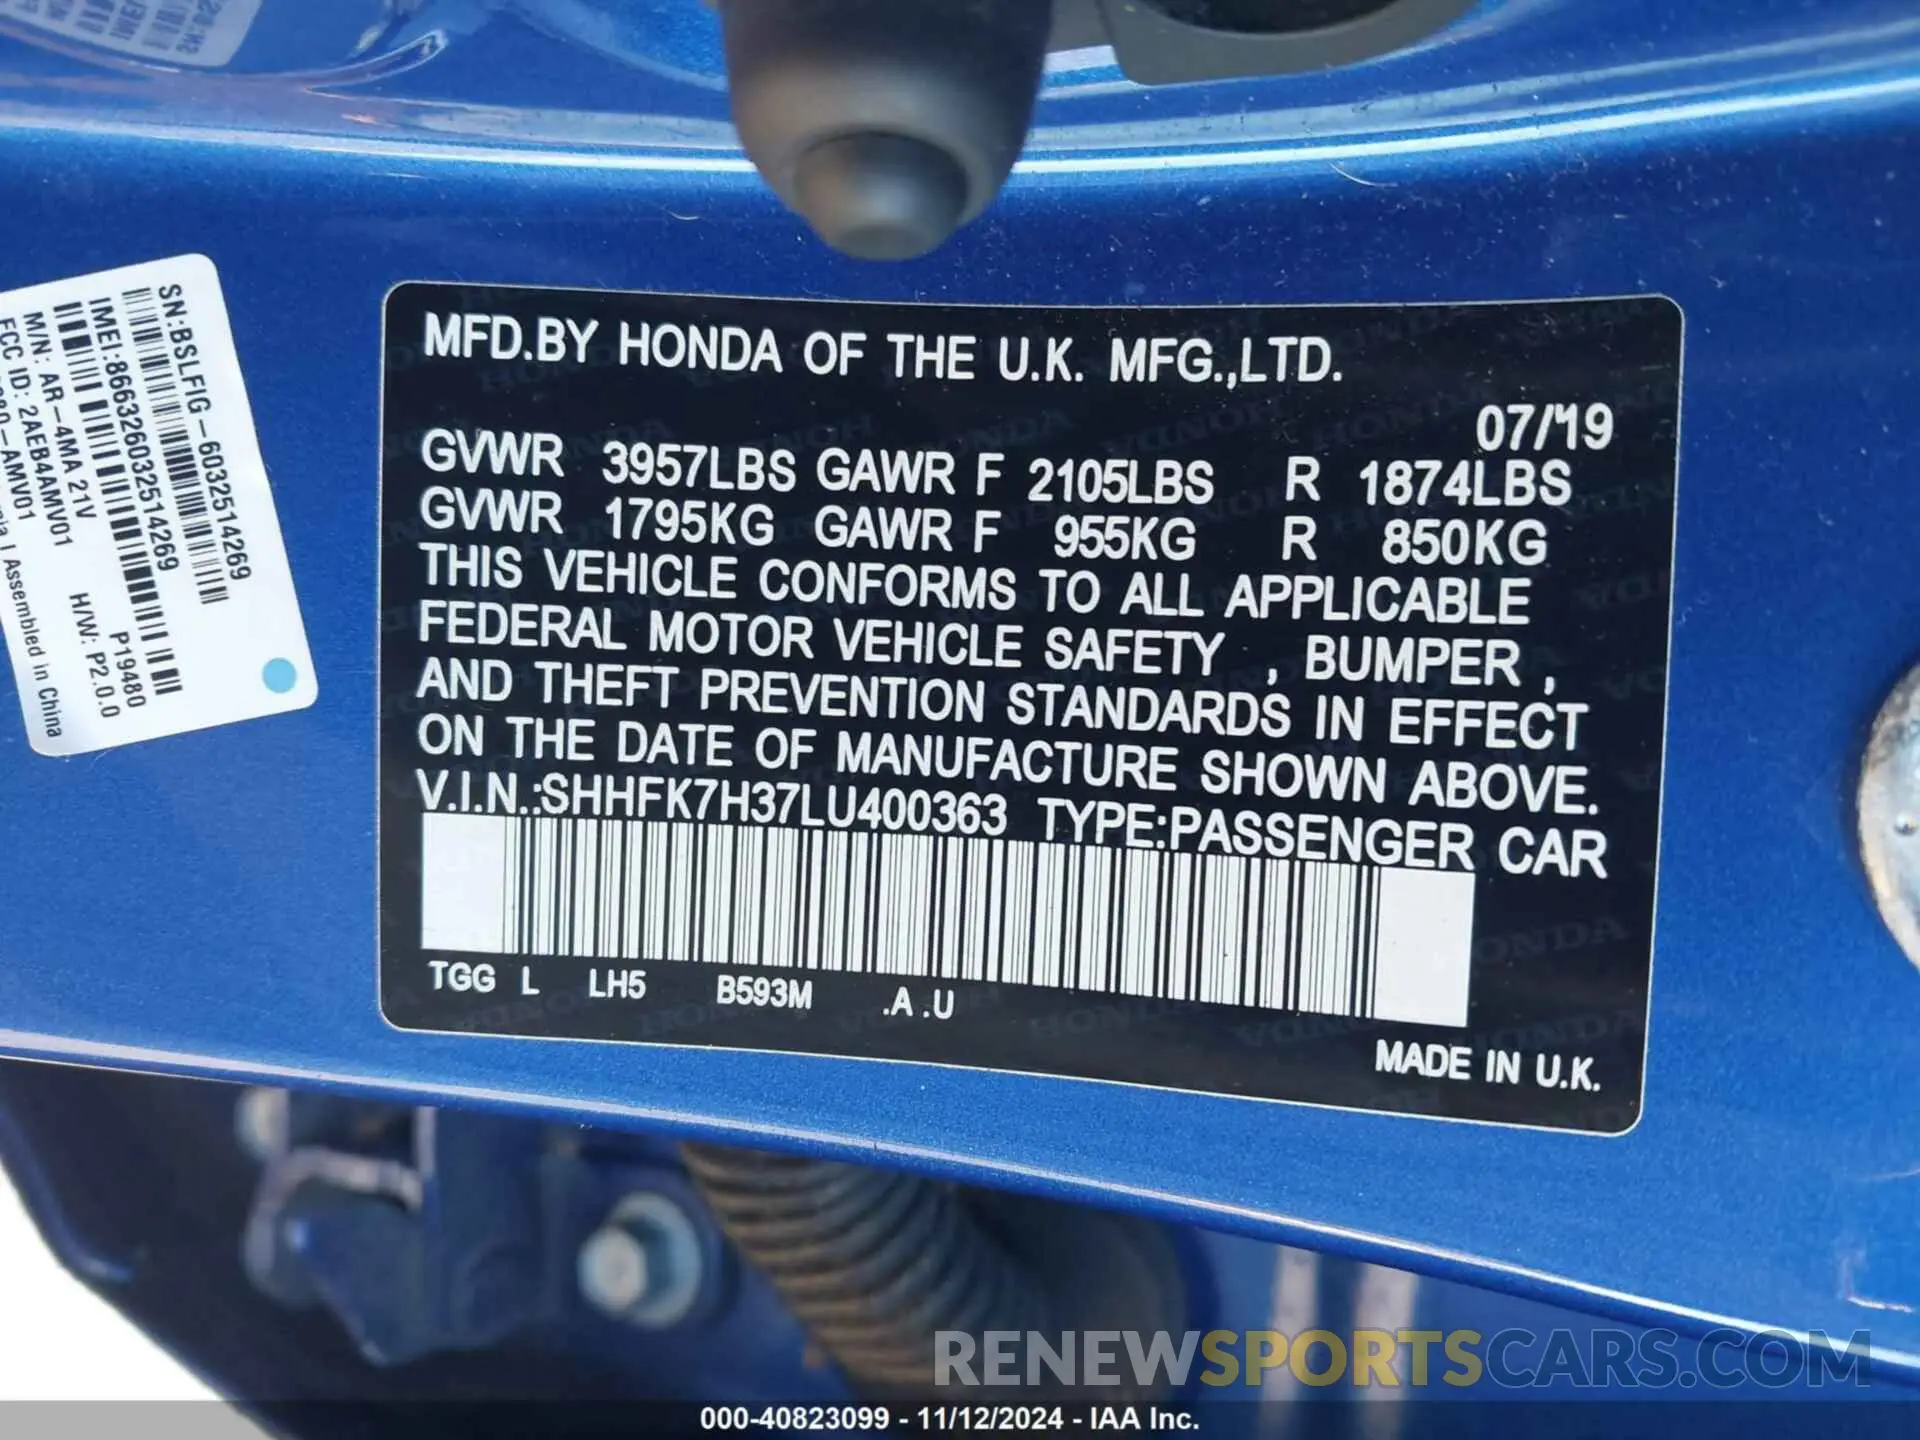 SN:BSLFIG-6032514269
IMEI:866326032514269
M/N: AR-4MA 21V P19480
FCC ID: 2AEB4AMV01 H/W: P2.0.0
-AMV01
Assembled in China
MFD.BY HONDA OF THE U.K. MFG.,LTD.
07/19
GVWR 3957LBS GAWR F 2105LBS R 1874LBS
GVWR 1795KG GAWR F 955KG R 850KG
THIS VEHICLE CONFORMS TO ALL APPLICABLE
FEDERAL MOTOR VEHICLE SAFETY , BUMPER ,
AND THEFT PREVENTION STANDARDS IN EFFECT
ON THE DATE OF MANUFACTURE SHOWN ABOVE.
V.I.N.:SHHFK7H37LU400363 TYPE:PASSENGER CAR
TGG L LH5 B593M .A .U
MADE IN U.K.
RENEWSPORTSCARS.COM
000-40823099 - 11/12/2024 - IAA Inc.